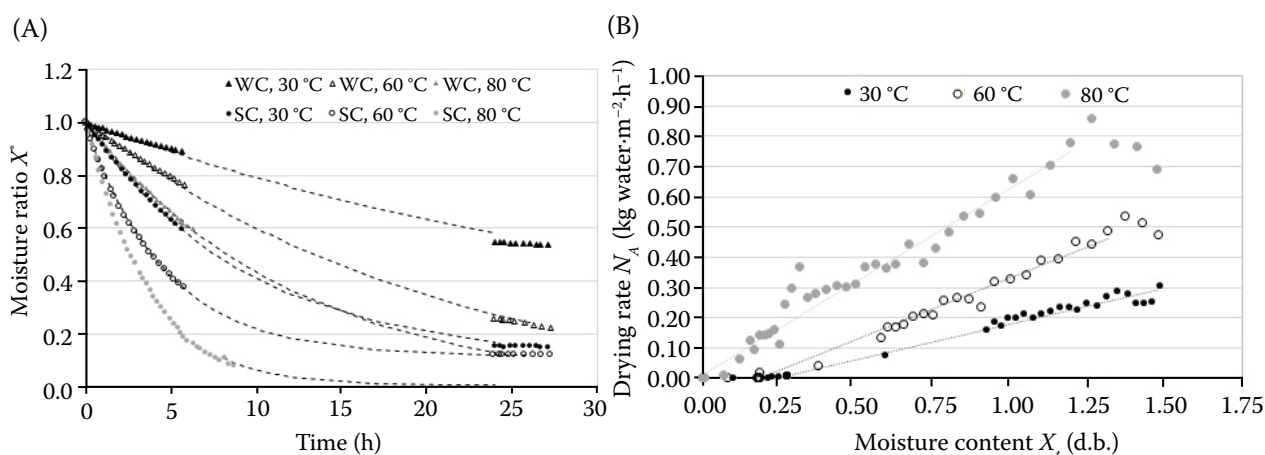 (A)
1.2
1.0
0.8
0.6
0.4
0.2
0.0
Moisture ratio X*
WC, 30 °C WC, 60 °C WC, 80 °C
SC, 30 °C SC, 60 °C SC, 80 °C
0 5 10 15 20 25 30
Time (h)
(B)
1.00
0.90
0.80
0.70
0.60
0.50
0.40
0.30
0.20
0.10
0.00
Drying rate N_A (kg water·m⁻²·h⁻¹)
30 °C 60 °C 80 °C
0.00 0.25 0.50 0.75 1.00 1.25 1.50 1.75
Moisture content X, (d.b.)